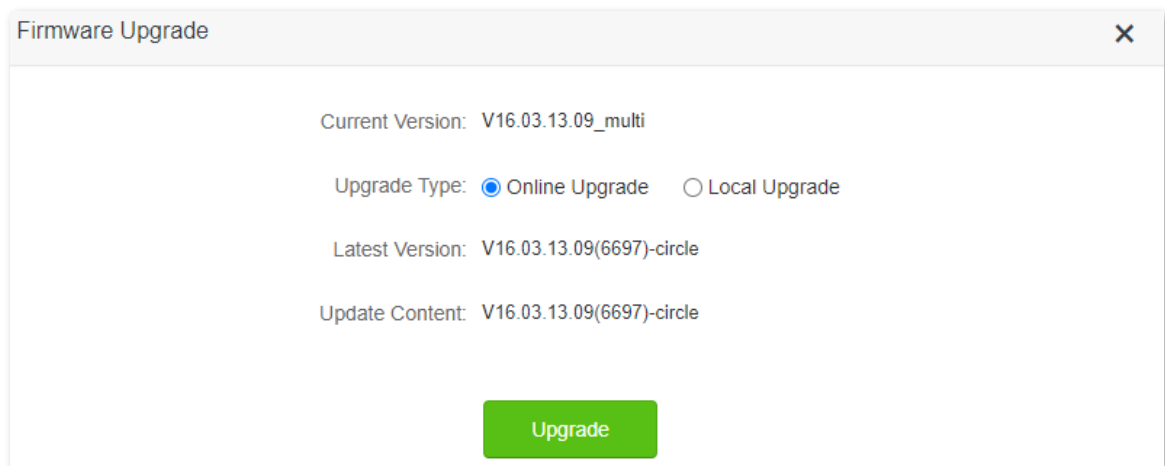 Firmware Upgrade
Current Version: V16.03.13.09_multi
Upgrade Type: Online Upgrade Local Upgrade
Latest Version: V16.03.13.09(6697)-circle
Update Content: V16.03.13.09(6697)-circle
Upgrade